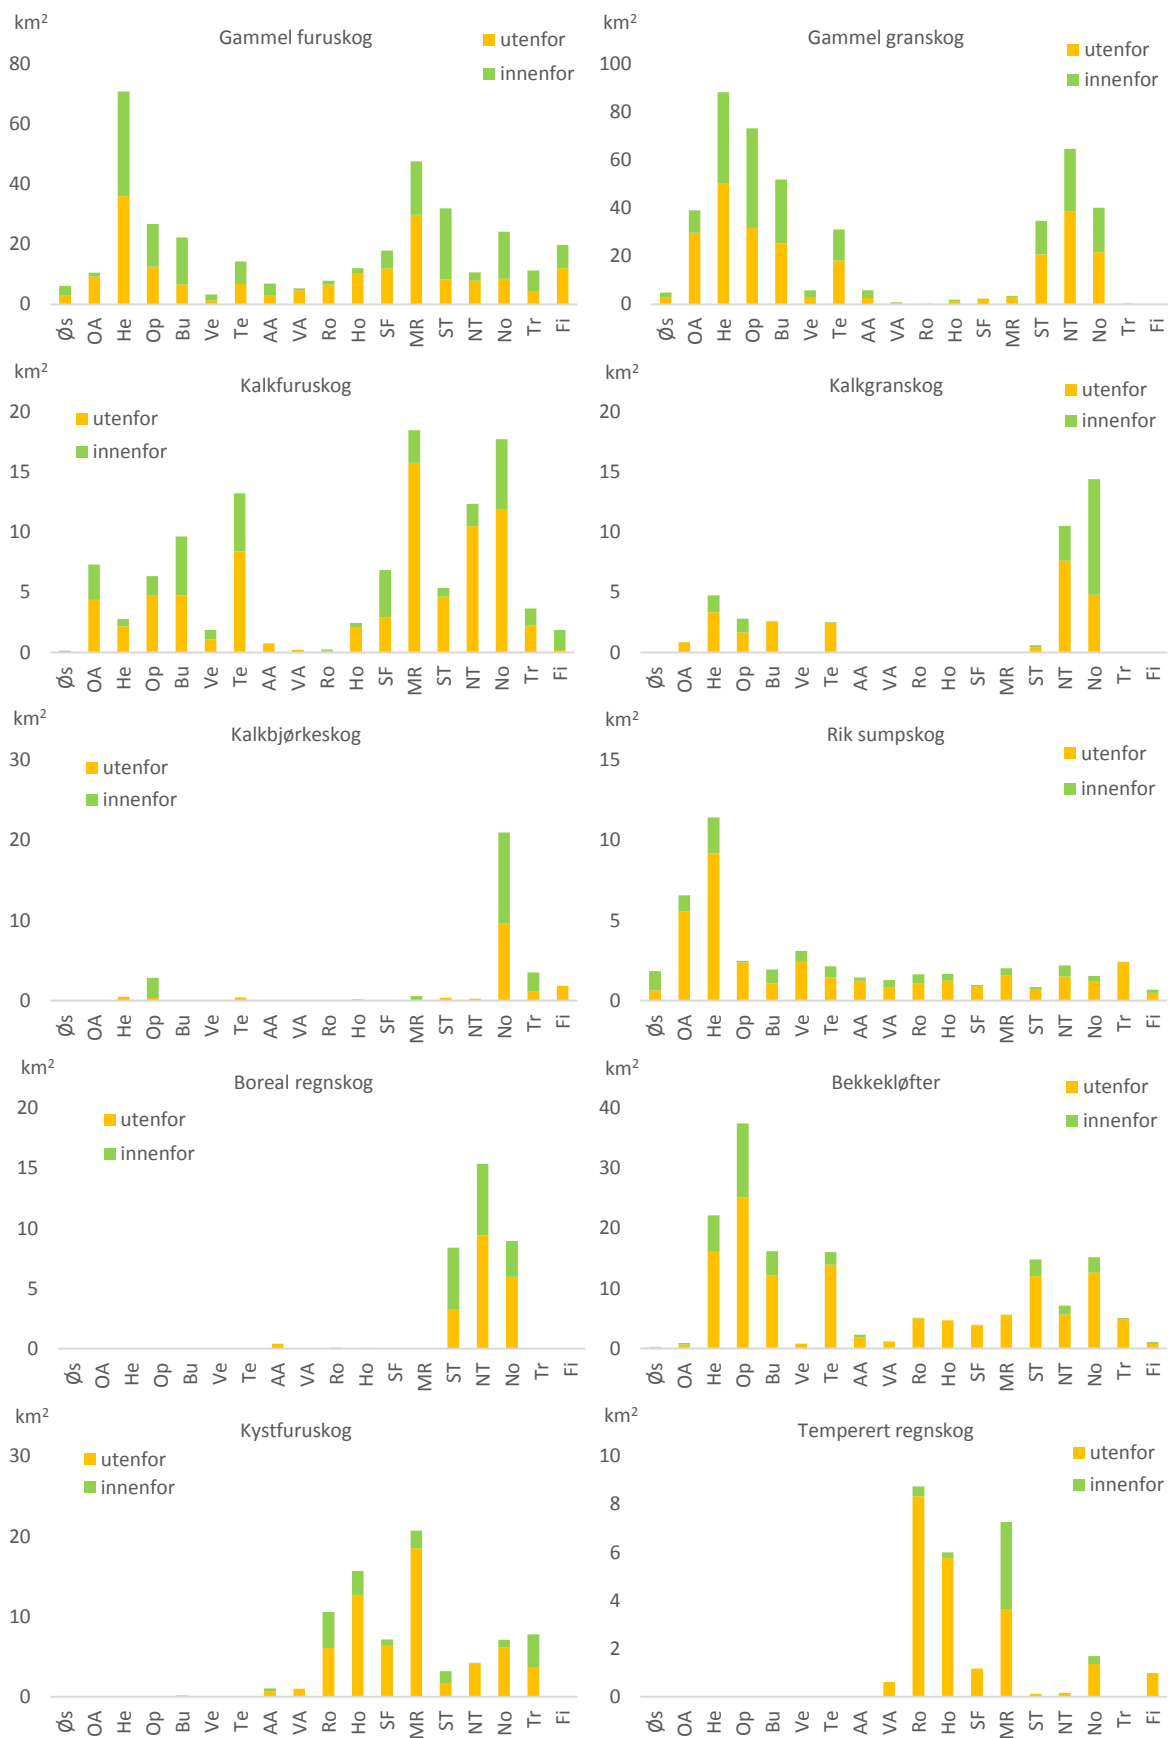 km²
Gammel furuskog
utenfor
innenfor
80
60
40
20
0
Øs OA He Op Bu Ve Te AA VA Ro Ho SF MR ST NT No Tr Fi
km²
Gammel granskog
utenfor
innenfor
100
80
60
40
20
0
Øs OA He Op Bu Ve Te AA VA Ro Ho SF MR ST NT No Tr Fi
km²
Kalkfuruskog
utenfor
innenfor
20
15
10
5
0
Øs OA He Op Bu Ve Te AA VA Ro Ho SF MR ST NT No Tr Fi
km²
Kalkgranskog
utenfor
innenfor
20
15
10
5
0
Øs OA He Op Bu Ve Te AA VA Ro Ho SF MR ST NT No Tr Fi
km²
Kalkbjørkeskog
utenfor
innenfor
30
20
10
0
Øs OA He Op Bu Ve Te AA VA Ro Ho SF MR ST NT No Tr Fi
km²
Rik sumpskog
utenfor
innenfor
15
10
5
0
Øs OA He Op Bu Ve Te AA VA Ro Ho SF MR ST NT No Tr Fi
km²
Boreal regnskog
utenfor
innenfor
20
15
10
5
0
Øs OA He Op Bu Ve Te AA VA Ro Ho SF MR ST NT No Tr Fi
km²
Bekkekløfter
utenfor
innenfor
40
30
20
10
0
Øs OA He Op Bu Ve Te AA VA Ro Ho SF MR ST NT No Tr Fi
km²
Kystfuruskog
utenfor
innenfor
30
20
10
0
Øs OA He Op Bu Ve Te AA VA Ro Ho SF MR ST NT No Tr Fi
km²
Temperert regnskog
utenfor
innenfor
10
8
6
4
2
0
Øs OA He Op Bu Ve Te AA VA Ro Ho SF MR ST NT No Tr Fi